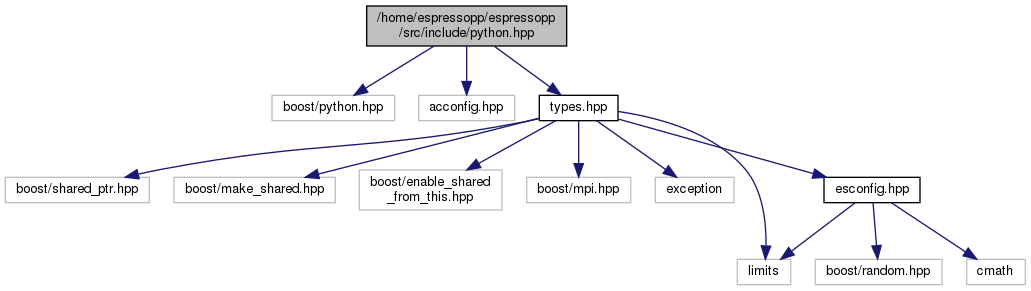 /home/espressopp/espressopp
/src/include/python.hpp
boost/python.hpp
acconfig.hpp
types.hpp
boost/shared_ptr.hpp
boost/make_shared.hpp
boost/enable_shared
_from_this.hpp
boost/mpi.hpp
exception
esconfig.hpp
limits
boost/random.hpp
cmath